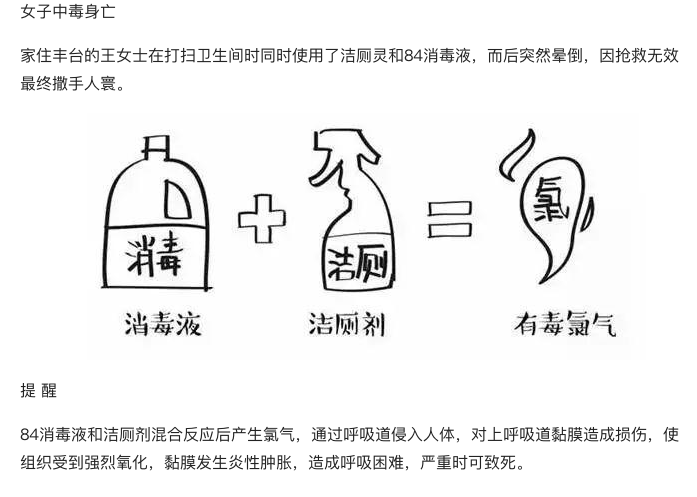 女子中毒身亡
家住丰台的王女士在打扫卫生间时同时使用了洁厕灵和84消毒液，而后突然晕倒，因抢救无效
最终撒手人寰。
消毒
洁厕
氯
消毒液
洁厕剂
有毒氯气
提 醒
84消毒液和洁厕剂混合反应后产生氯气，通过呼吸道侵入人体，对上呼吸道黏膜造成损伤，使
组织受到强烈氧化，黏膜发生炎性肿胀，造成呼吸困难，严重时可致死。